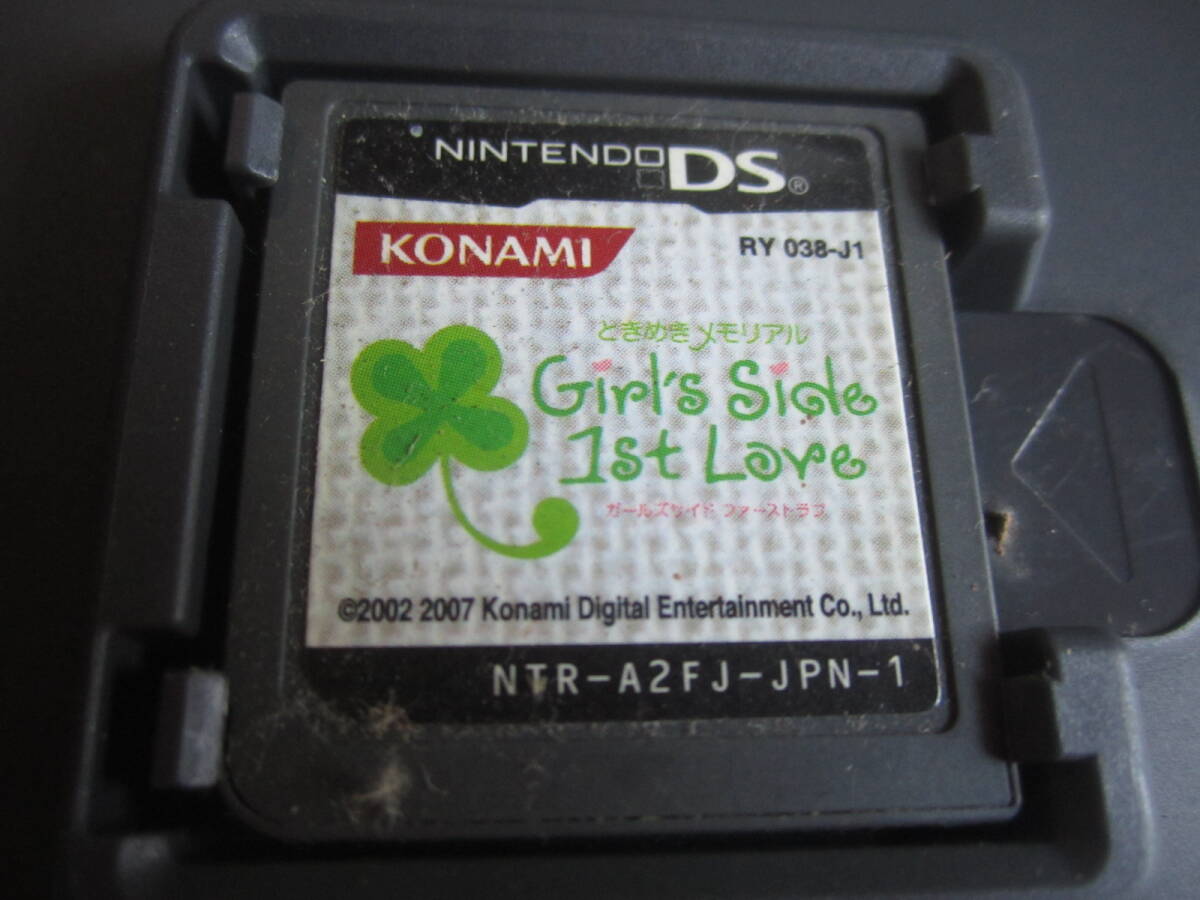 NINTENDO DS®
KONAMI
RY 038-J1
ときめきメモリアル
Girl's Side
1st Love
ガールズサイド ファーストラブ
©2002 2007 Konami Digital Entertainment Co., Ltd.
NTR-A2FJ-JPN-1